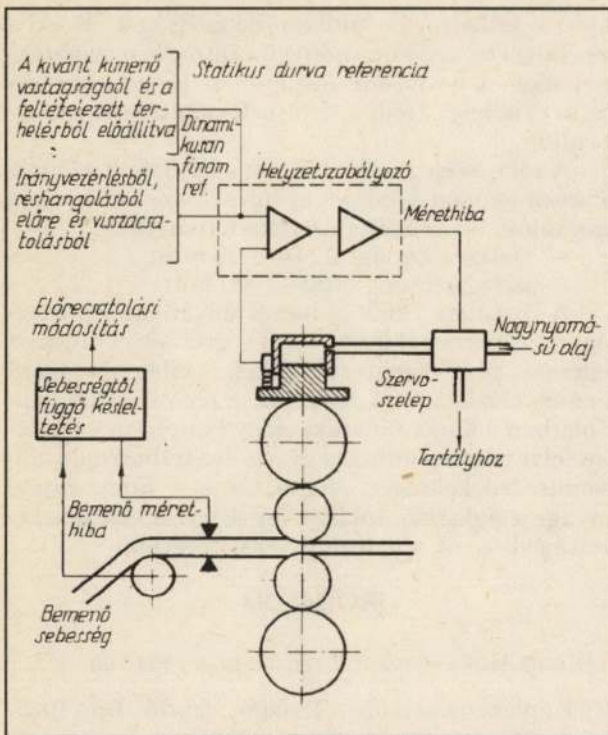 A kívánt kimenő
vastagságból és a
feltételezett ter-
helésből előállítva
Statikus durva referencia
Dinami-
kusan
finom
ref.
Irányvezérlésből,
réshangolásból
előre és visszacsa-
tolásból
Helyzetszabályozó
Mérethiba
Előrecsatolási
módosítás
Nagynyomá-
sú olaj
Sebességtől
függő késlel-
tetés
Szervo-
szelep
Tartályhoz
Bemenő méret-
hiba
Bemenő
sebesség